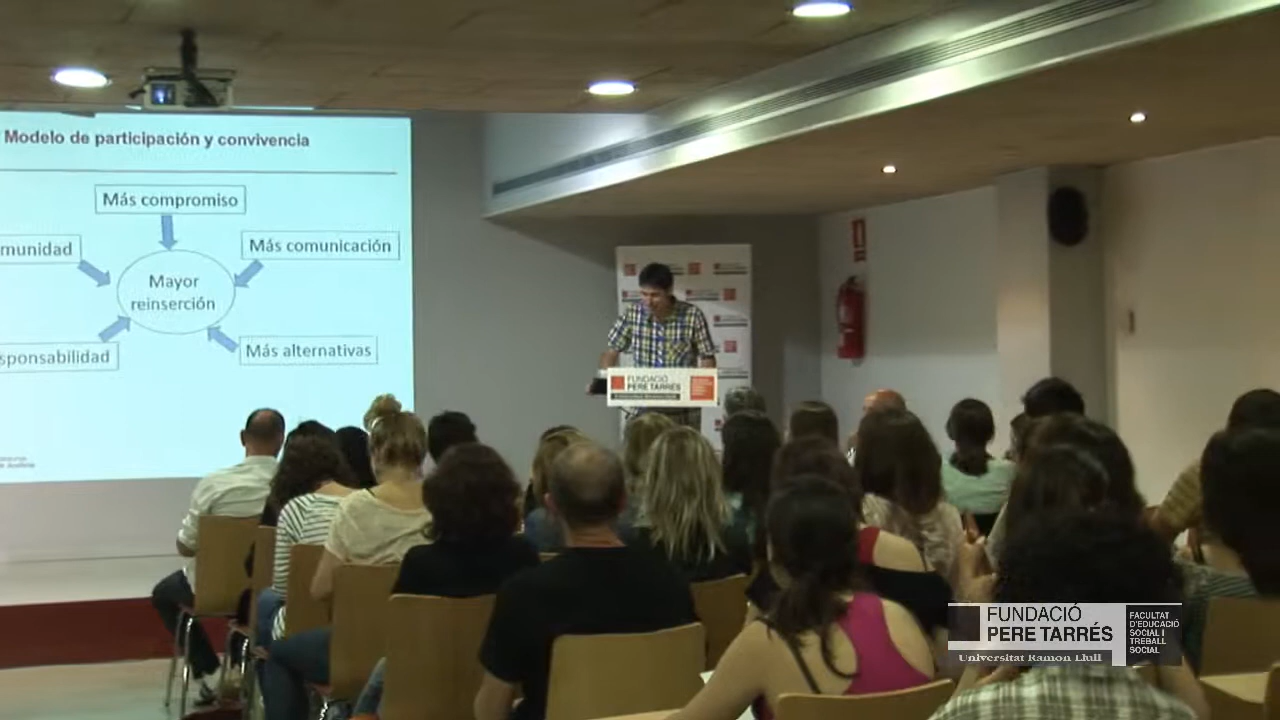 Modelo de participación y convivencia
Más compromiso
munidad
Más comunicación
Mayor
reinserción
sponsabilidad
Más alternativas
FUNDACIÓ
PERE TARRÉS
FUNDACIÓ
PERE TARRÉS
Universitat Ramon Llull
FACULTAT
D'EDUCACIÓ
SOCIAL I
TREBALL
SOCIAL